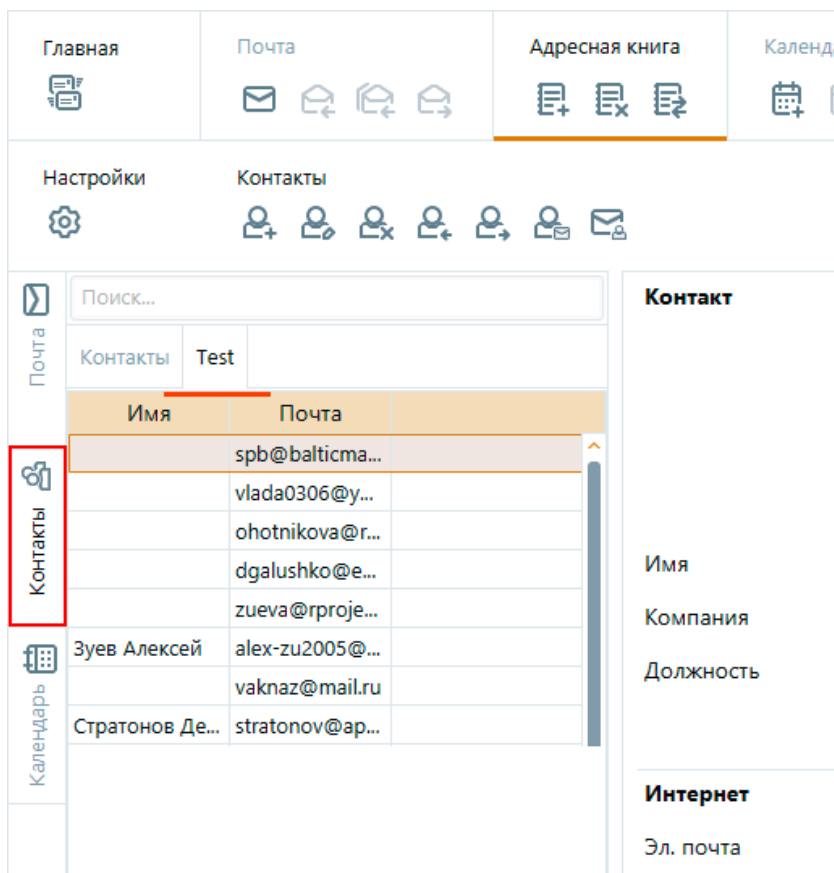 Главная
Почта
Адресная книга
Календа
Настройки
Контакты
Почта
Контакты
Календарь
Поиск...
Контакты Test
Имя Почта
spb@balticma...
vlada0306@y...
ohotnikova@r...
dgalushko@e...
zueva@rproje...
Зуев Алексей alex-zu2005@...
vaknaz@mail.ru
Стратонов Де... stratonov@ap...
Контакт
Имя
Компания
Должность
Интернет
Эл. почта